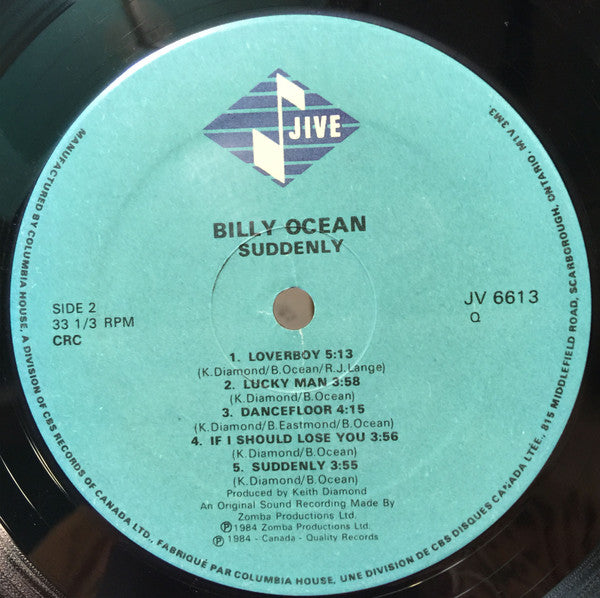 JIVE
BILLY OCEAN
SUDDENLY
SIDE 2
33 1/3 RPM
CRC
JV 6613
Q
1. LOVERBOY 5:13
(K.Diamond/B.Ocean/R.J.Lange)
2. LUCKY MAN 3:58
(K.Diamond/B.Ocean)
3. DANCEFLOOR 4:15
(K.Diamond/B.Eastmond/B.Ocean)
4. IF I SHOULD LOSE YOU 3:56
(K.Diamond/B.Ocean)
5. SUDDENLY 3:55
(K.Diamond/B.Ocean)
Produced by Keith Diamond
An Original Sound Recording Made By
Zomba Productions Ltd.
Ⓟ1984 Zomba Productions Ltd.
Ⓟ 1984 - Canada - Quality Records
MANUFACTURED BY COLUMBIA HOUSE, A DIVISION OF CBS RECORDS OF CANADA LTD., FABRIQUÉ PAR COLUMBIA HOUSE, UNE DIVISION DE CBS DISQUES CANADA LTÉE., 815 MIDDLEFIELD ROAD, SCARBOROUGH, ONTARIO, M1V 2M3.